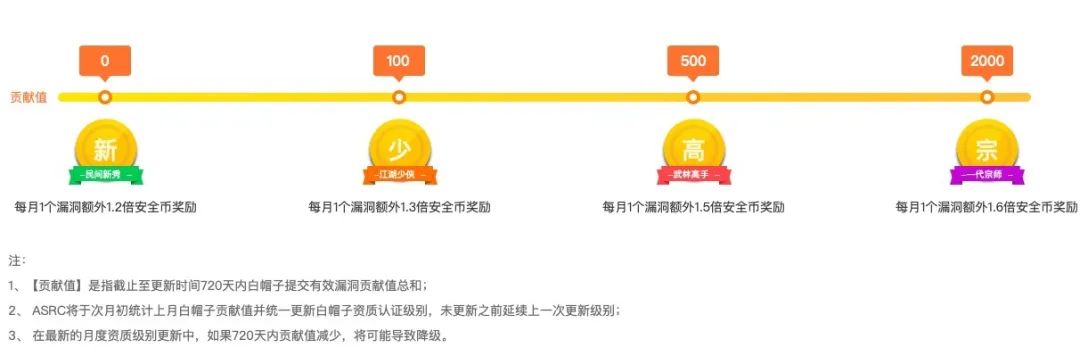 0 100 500 2000
贡献值
新 少 高 宗
民间新秀 江湖少侠 武林高手 一代宗师
每月1个漏洞额外1.2倍安全币奖励 每月1个漏洞额外1.3倍安全币奖励 每月1个漏洞额外1.5倍安全币奖励 每月1个漏洞额外1.6倍安全币奖励
注：
1、【贡献值】是指截止至更新时间720天内白帽子提交有效漏洞贡献值总和；
2、 ASRC将于次月初统计上月白帽子贡献值并统一更新白帽子资质认证级别，未更新之前延续上一次更新级别；
3、 在最新的月度资质级别更新中，如果720天内贡献值减少，将可能导致降级。